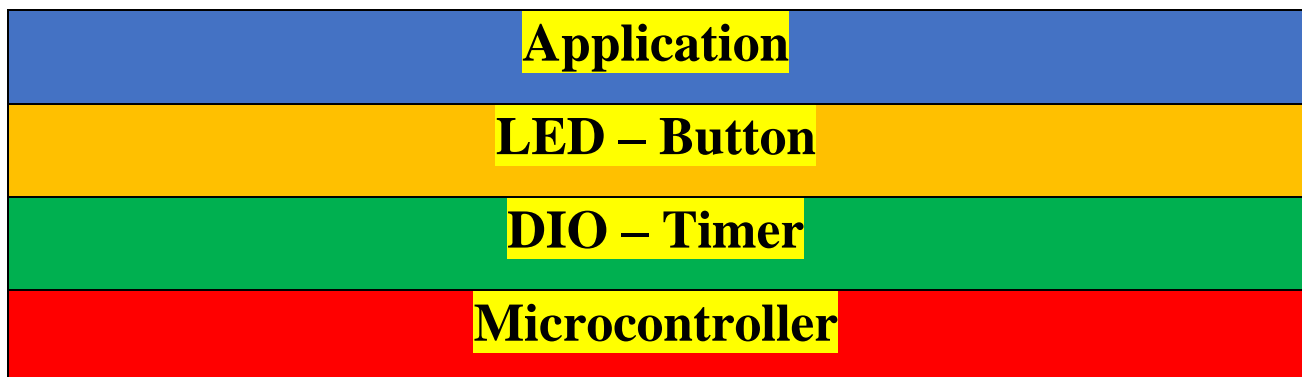 Application
LED – Button
DIO – Timer
Microcontroller